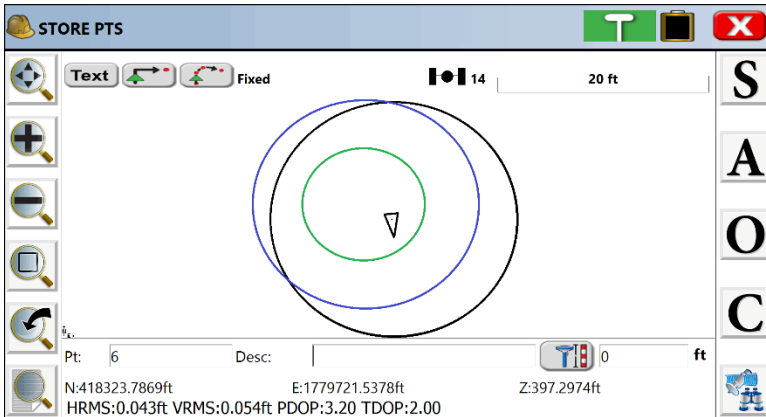 STORE PTS
Text Fixed 14 20 ft
S
A
O
C
Pt: 6 Desc: 0 ft
N:418323.7869ft E:1779721.5378ft Z:397.2974ft
HRMS:0.043ft VRMS:0.054ft PDOP:3.20 TDOP:2.00